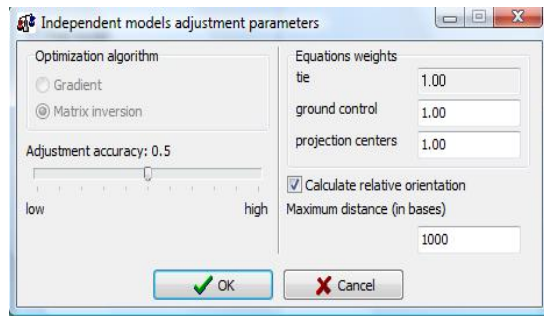 Independent models adjustment parameters
Optimization algorithm
Gradient
Matrix inversion
Adjustment accuracy: 0.5
low
high
Equations weights
tie
1.00
ground control
1.00
projection centers
1.00
Calculate relative orientation
Maximum distance (in bases)
1000
OK
Cancel